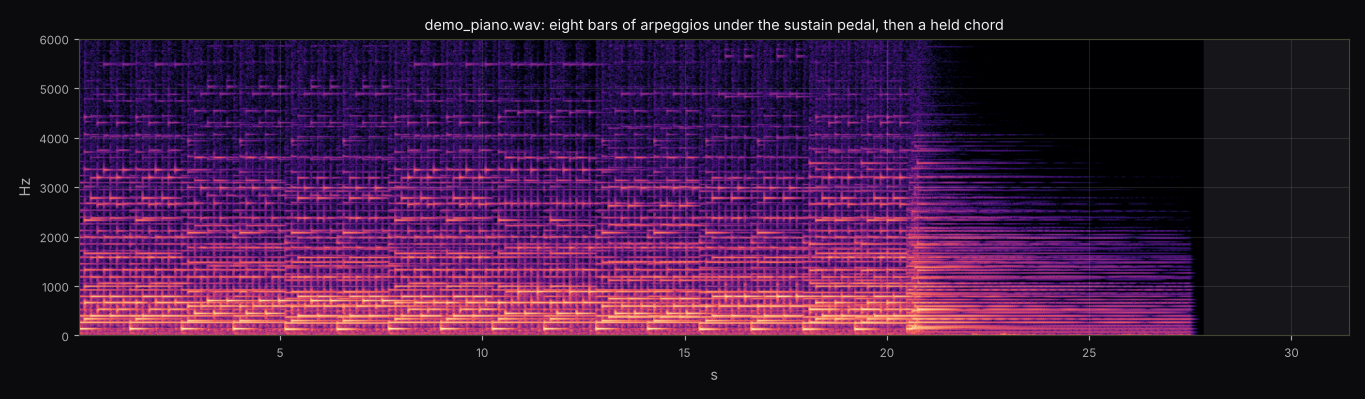 demo_piano.wav: eight bars of arpeggios under the sustain pedal, then a held chord
6000
5000
4000
3000
2000
1000
0
Hz
5 10 15 20 25 30
s